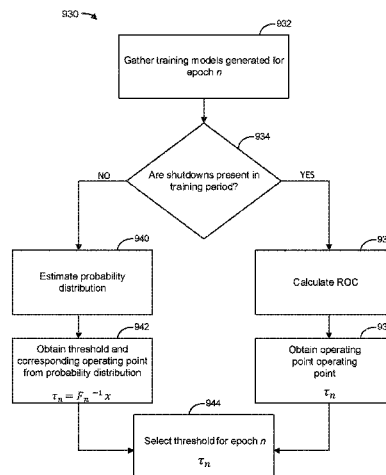 930
932
Gather training models generated for
epoch n
934
Are shutdowns present in
training period?
NO
YES
940
Estimate probability
distribution
Calculate ROC
942
Obtain threshold and
corresponding operating point
from probability distribution
τn = Fn⁻¹ x
Obtain operating
point operating
point
τn
944
Select threshold for epoch n
τn